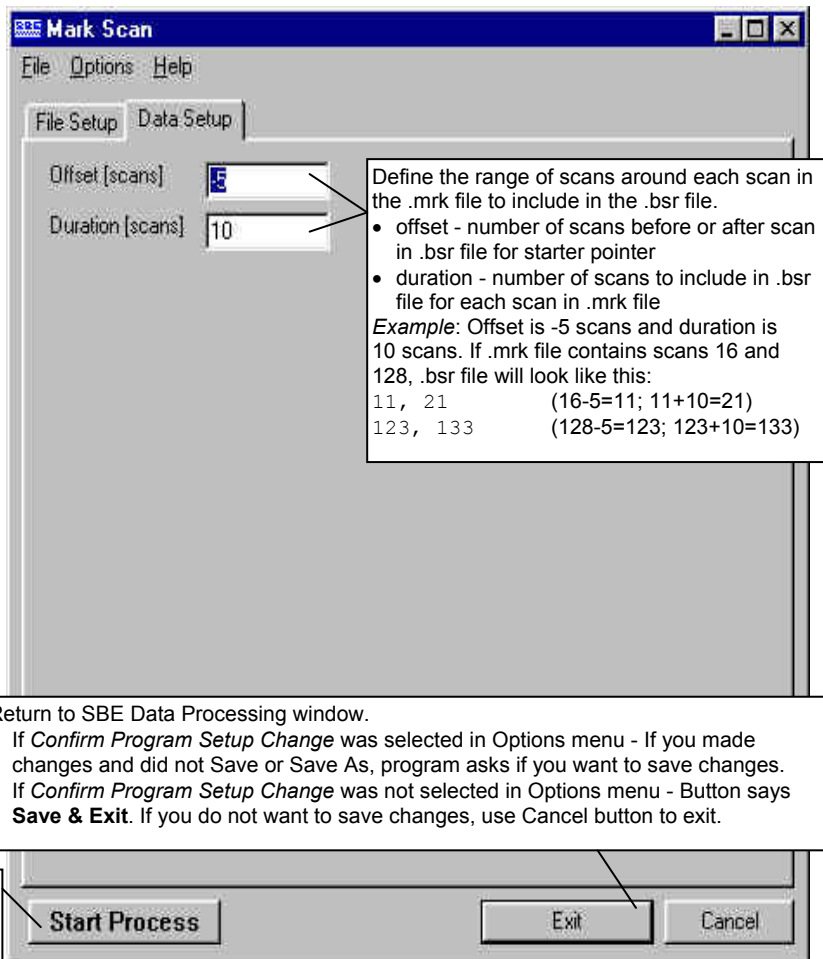 SBE Mark Scan
File Options Help
File Setup Data Setup
Offset [scans] -5
Duration [scans] 10
Define the range of scans around each scan in
the .mrk file to include in the .bsr file.
• offset - number of scans before or after scan
in .bsr file for starter pointer
• duration - number of scans to include in .bsr
file for each scan in .mrk file
Example: Offset is -5 scans and duration is
10 scans. If .mrk file contains scans 16 and
128, .bsr file will look like this:
11, 21 (16-5=11; 11+10=21)
123, 133 (128-5=123; 123+10=133)
Return to SBE Data Processing window.
If Confirm Program Setup Change was selected in Options menu - If you made
changes and did not Save or Save As, program asks if you want to save changes.
If Confirm Program Setup Change was not selected in Options menu - Button says
Save & Exit. If you do not want to save changes, use Cancel button to exit.
Start Process Exit Cancel